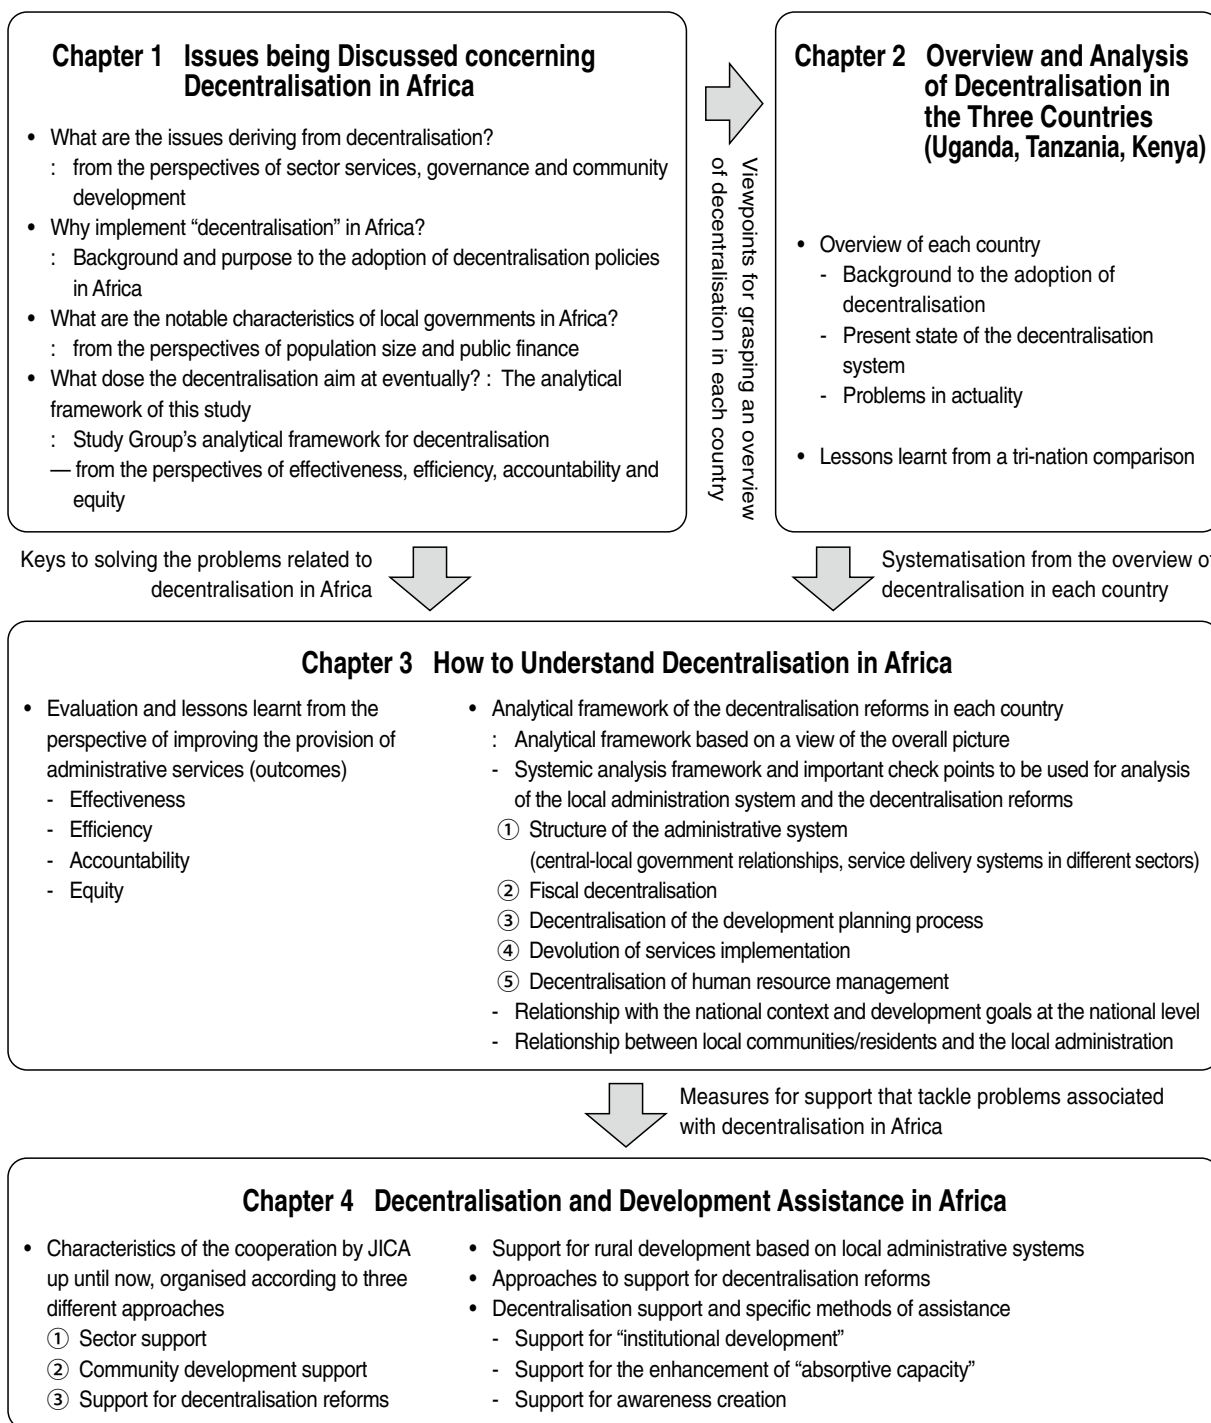 Chapter 1 Issues being Discussed concerning
Decentralisation in Africa
• What are the issues deriving from decentralisation?
: from the perspectives of sector services, governance and community
development
• Why implement “decentralisation” in Africa?
: Background and purpose to the adoption of decentralisation policies
in Africa
• What are the notable characteristics of local governments in Africa?
: from the perspectives of population size and public finance
• What dose the decentralisation aim at eventually? : The analytical
framework of this study
: Study Group’s analytical framework for decentralisation
— from the perspectives of effectiveness, efficiency, accountability and
equity
Viewpoints for grasping an overview
of decentralisation in each country
Chapter 2 Overview and Analysis
of Decentralisation in
the Three Countries
(Uganda, Tanzania, Kenya)
• Overview of each country
- Background to the adoption of
decentralisation
- Present state of the decentralisation
system
- Problems in actuality
• Lessons learnt from a tri-nation comparison
Keys to solving the problems related to
decentralisation in Africa
Systematisation from the overview of
decentralisation in each country
Chapter 3 How to Understand Decentralisation in Africa
• Evaluation and lessons learnt from the
perspective of improving the provision of
administrative services (outcomes)
- Effectiveness
- Efficiency
- Accountability
- Equity
• Analytical framework of the decentralisation reforms in each country
: Analytical framework based on a view of the overall picture
- Systemic analysis framework and important check points to be used for analysis
of the local administration system and the decentralisation reforms
① Structure of the administrative system
(central-local government relationships, service delivery systems in different sectors)
② Fiscal decentralisation
③ Decentralisation of the development planning process
④ Devolution of services implementation
⑤ Decentralisation of human resource management
- Relationship with the national context and development goals at the national level
- Relationship between local communities/residents and the local administration
Measures for support that tackle problems associated
with decentralisation in Africa
Chapter 4 Decentralisation and Development Assistance in Africa
• Characteristics of the cooperation by JICA
up until now, organised according to three
different approaches
① Sector support
② Community development support
③ Support for decentralisation reforms
• Support for rural development based on local administrative systems
• Approaches to support for decentralisation reforms
• Decentralisation support and specific methods of assistance
- Support for “institutional development”
- Support for the enhancement of “absorptive capacity”
- Support for awareness creation